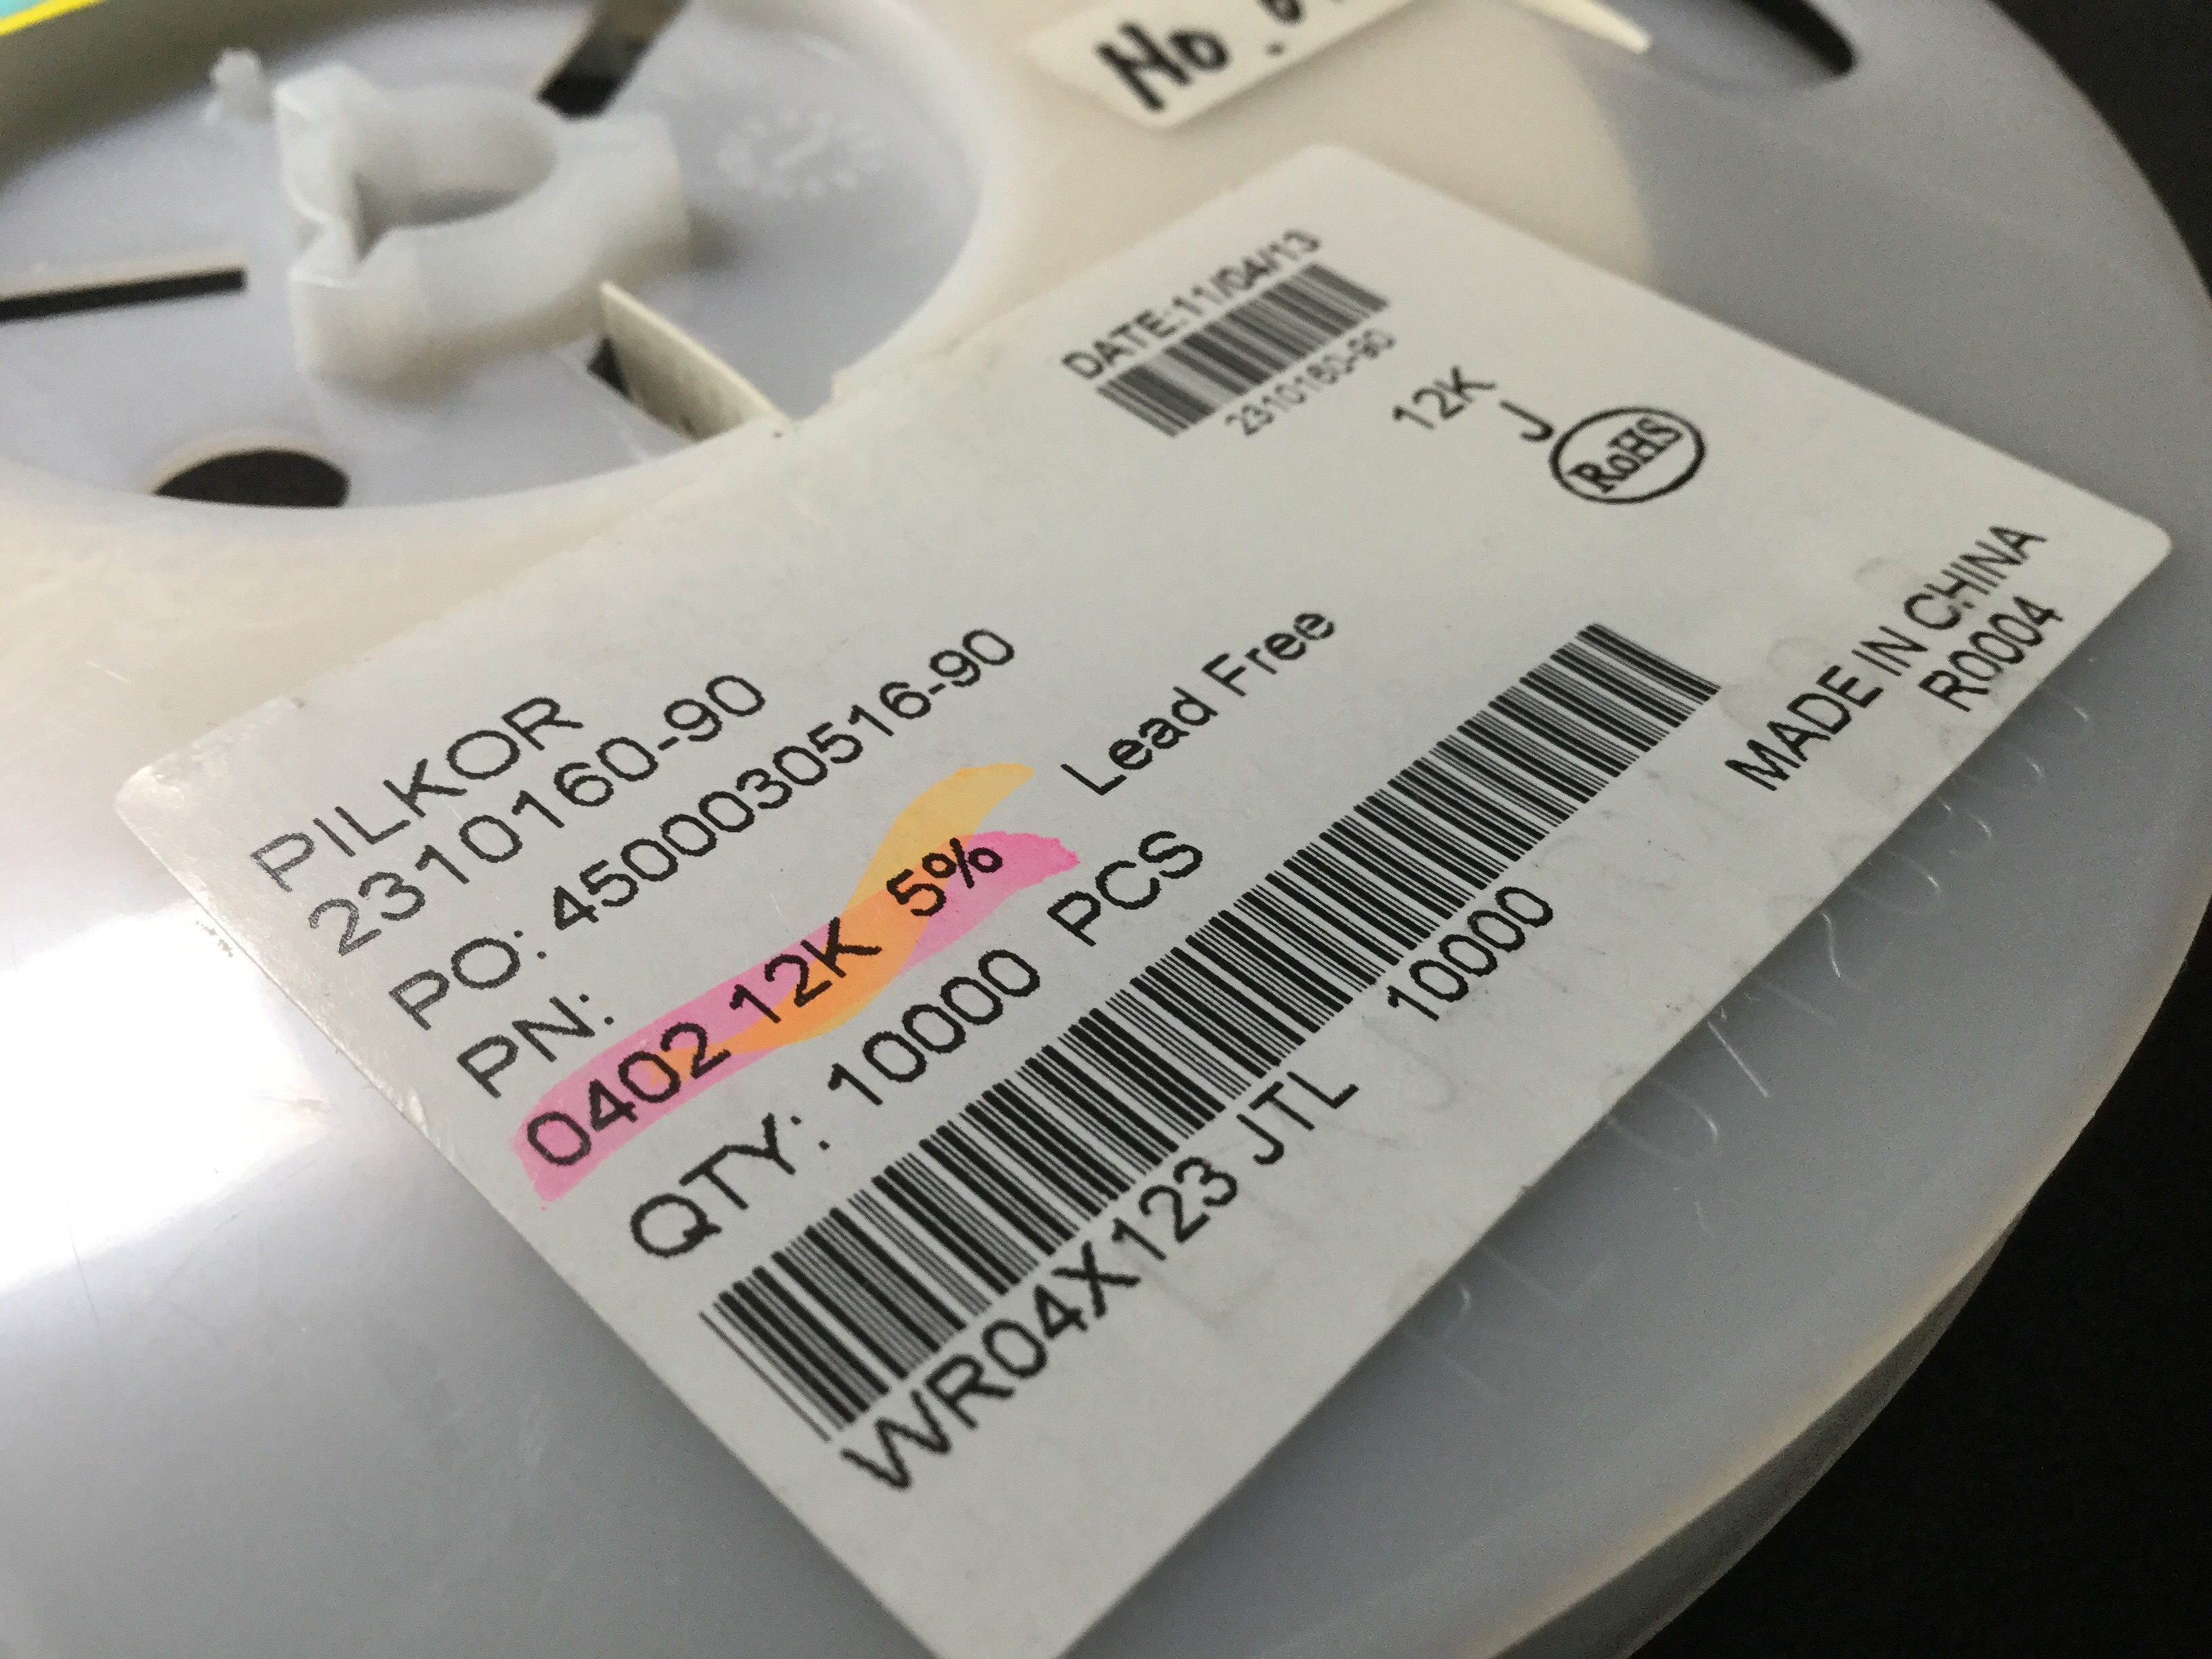 No.
DATE:11/04/13
2310160-90
12K
J
RoHS
PILKOR
2310160-90
PO: 4500030516-90
PN:
Lead Free
0402 12K 5%
QTY: 10000 PCS
WR04X123 JTL 10000
MADE IN CHINA
R0004